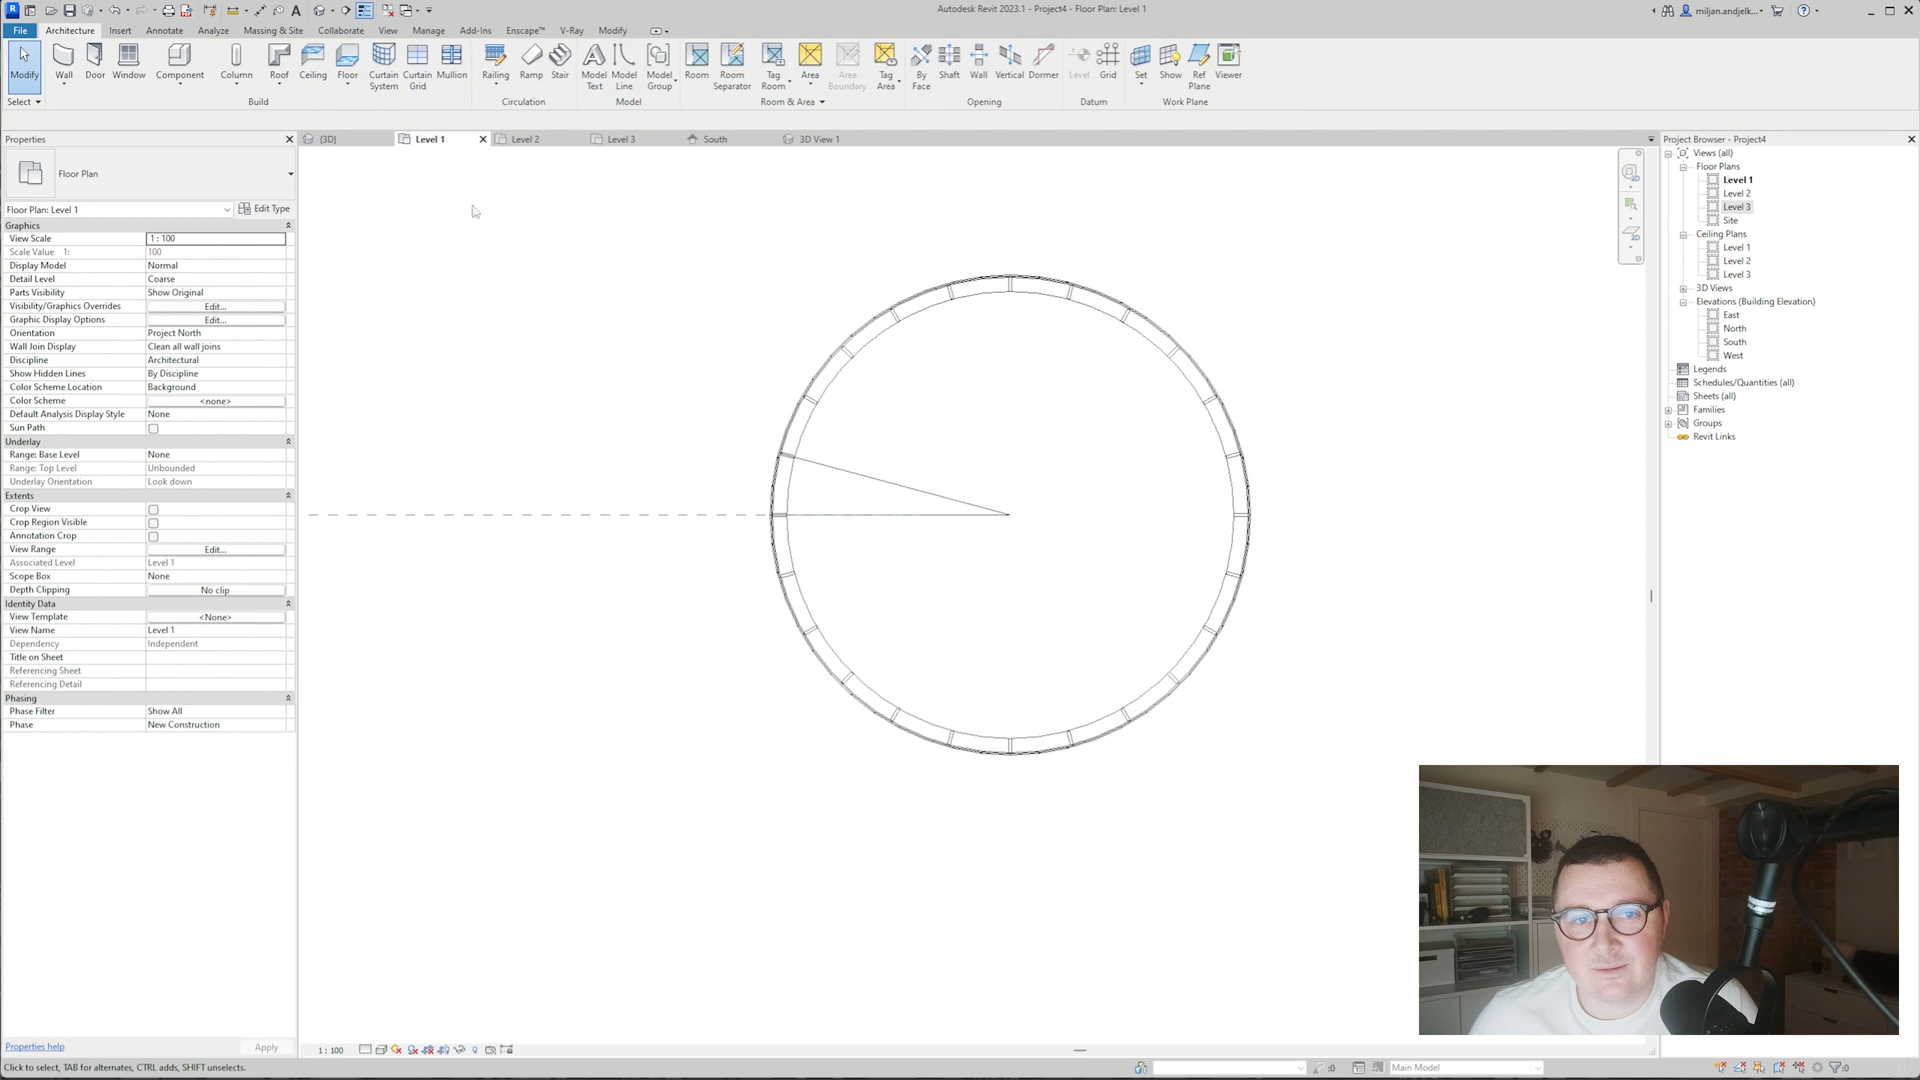 Autodesk Revit 2023.1 - Project4 - Floor Plan: Level 1
miljan.andjelk...
File Architecture Insert Annotate Analyze Massing & Site Collaborate View Manage Add-Ins Enscape™ V-Ray Modify
Modify Wall Door Window Component Column Roof Ceiling Floor Curtain System Curtain Grid Mullion Railing Ramp Stair Model Text Model Line Model Group Room Room Separator Tag Room Area Area Boundary Tag Area By Face Shaft Wall Vertical Dormer Level Grid Set Show Ref Plane Viewer
Select Build Circulation Model Room & Area Opening Datum Work Plane
Properties
{3D} Level 1 Level 2 Level 3 South 3D View 1
Floor Plan
Floor Plan: Level 1 Edit Type
Graphics
View Scale 1 : 100
Scale Value 1: 100
Display Model Normal
Detail Level Coarse
Parts Visibility Show Original
Visibility/Graphics Overrides Edit...
Graphic Display Options Edit...
Orientation Project North
Wall Join Display Clean all wall joins
Discipline Architectural
Show Hidden Lines By Discipline
Color Scheme Location Background
Color Scheme <none>
Default Analysis Display Style None
Sun Path
Underlay
Range: Base Level None
Range: Top Level Unbounded
Underlay Orientation Look down
Extents
Crop View
Crop Region Visible
Annotation Crop
View Range Edit...
Associated Level Level 1
Scope Box None
Depth Clipping No clip
Identity Data
View Template <None>
View Name Level 1
Dependency Independent
Title on Sheet
Referencing Sheet
Referencing Detail
Phasing
Phase Filter Show All
Phase New Construction
Properties help Apply
Project Browser - Project4
Views (all)
Floor Plans
Level 1
Level 2
Level 3
Site
Ceiling Plans
Level 1
Level 2
Level 3
3D Views
Elevations (Building Elevation)
East
North
South
West
Legends
Schedules/Quantities (all)
Sheets (all)
Families
Groups
Revit Links
1 : 100
Click to select, TAB for alternates, CTRL adds, SHIFT unselects.
:0 Main Model :0